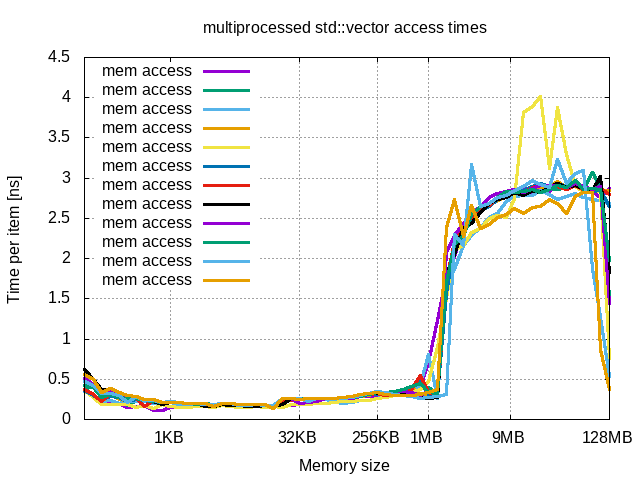 multiprocessed std::vector access times
4.5
4
3.5
3
2.5
2
1.5
1
0.5
0
Time per item [ns]
mem access
mem access
mem access
mem access
mem access
mem access
mem access
mem access
mem access
mem access
mem access
mem access
1KB 32KB 256KB 1MB 9MB 128MB
Memory size